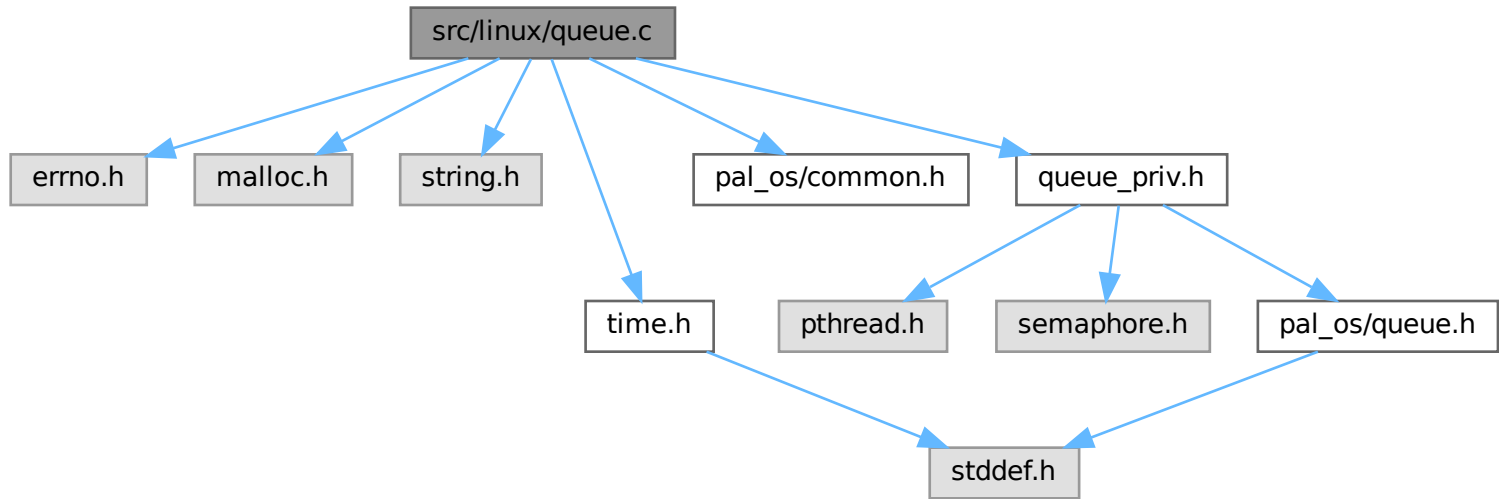 src/linux/queue.c
errno.h
malloc.h
string.h
pal_os/common.h
queue_priv.h
time.h
pthread.h
semaphore.h
pal_os/queue.h
stddef.h